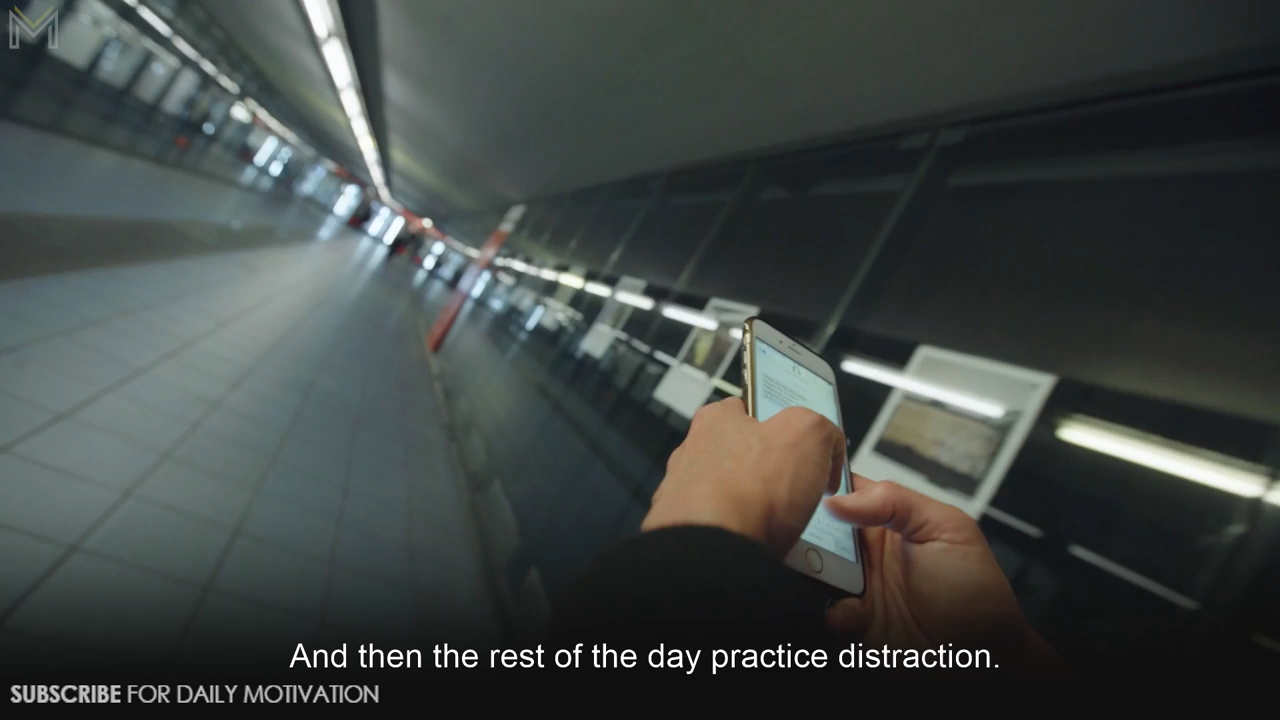 M
And then the rest of the day practice distraction.
SUBSCRIBE FOR DAILY MOTIVATION